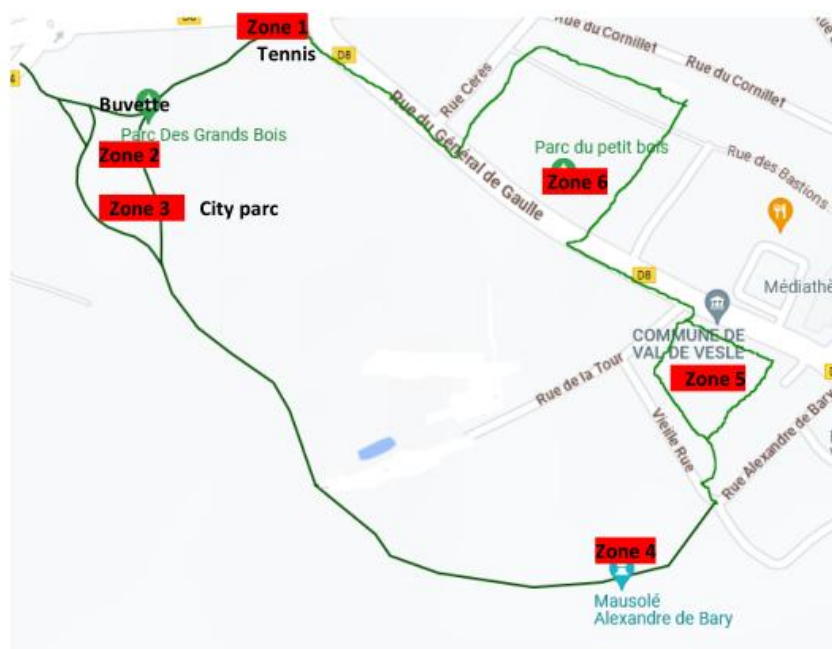 D8
Zone 1
Tennis
D8
Rue du Cornillet
Rue du Cornillet
4
Rue Cérès
Buvette
Parc Des Grands Bois
Rue du Général de Gaulle
Parc du petit bois
Zone 2
Zone 6
Rue des Bastions
Zone 3
City parc
D8
Médiathè
COMMUNE DE
VAL DE VESLE
Zone 5
Rue de la Tour
Vieille Rue
Rue Alexandre de Bary
Zone 4
Mausolé
Alexandre de Bary